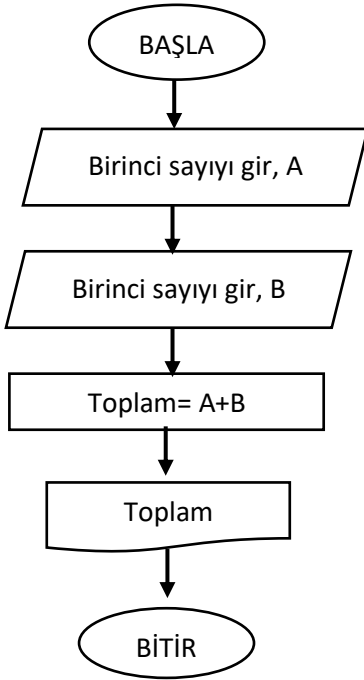 BAŞLA
Birinci sayıyı gir, A
Birinci sayıyı gir, B
Toplam= A+B
Toplam
BİTİR